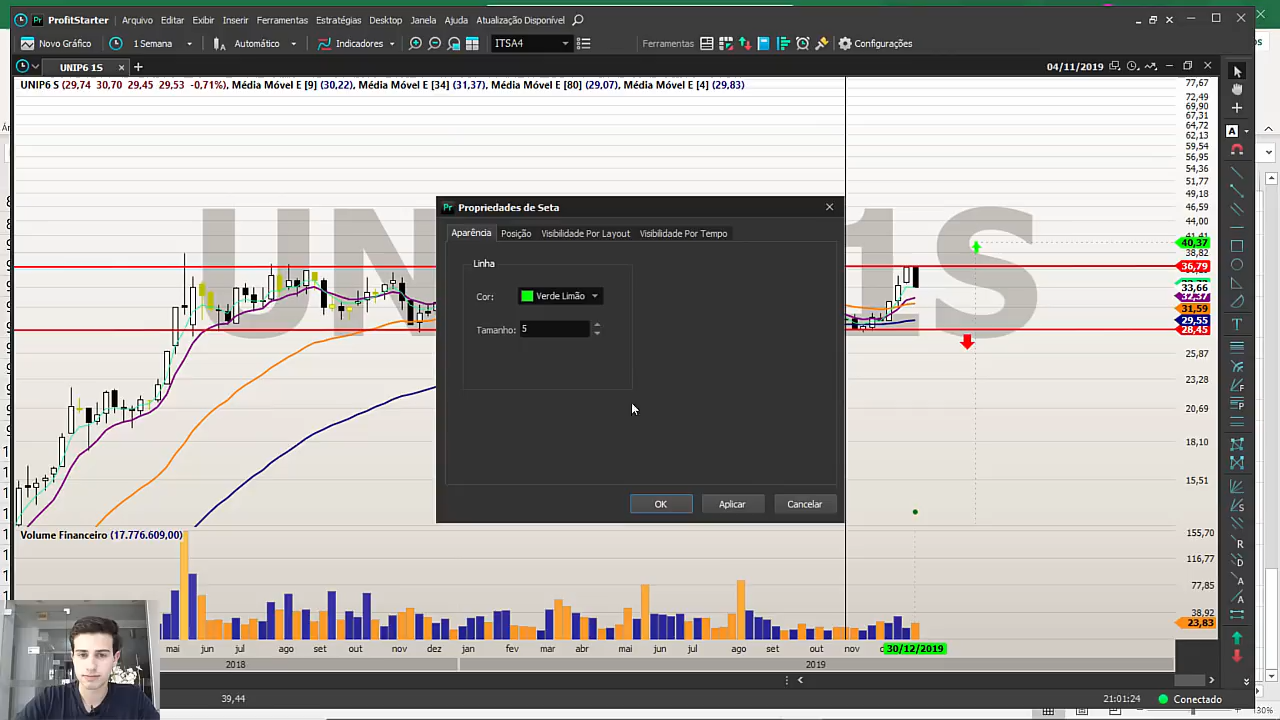 ProfitStarter Arquivo Editar Exibir Inserir Ferramentas Estratégias Desktop Janela Ajuda Atualização Disponível
Novo Gráfico 1 Semana Automático Indicadores ITSA4 Ferramentas Configurações
UNIP6 1S 04/11/2019
UNIP6 S (29,74 30,70 29,45 29,53 -0,71%), Média Móvel E [9] (30,22), Média Móvel E [34] (31,37), Média Móvel E [80] (29,07), Média Móvel E [4] (29,83)
77,67
72,49
69,90
67,31
64,72
62,13
59,54
56,95
54,36
51,77
49,18
46,59
44,00
40,37
38,82
36,79
33,66
31,59
29,55
28,45
25,87
23,28
20,69
18,10
15,51
Propriedades de Seta
Aparência Posição Visibilidade Por Layout Visibilidade Por Tempo
Linha
Cor: Verde Limão
Tamanho: 5
OK Aplicar Cancelar
Volume Financeiro (17.776.609,00)
155,70
116,77
77,85
38,92
23,83
mai jun jul ago set out nov dez jan fev mar abr mai jun jul ago set out nov 30/12/2019
2018 2019
39,44 21:01:24 Conectado
30%